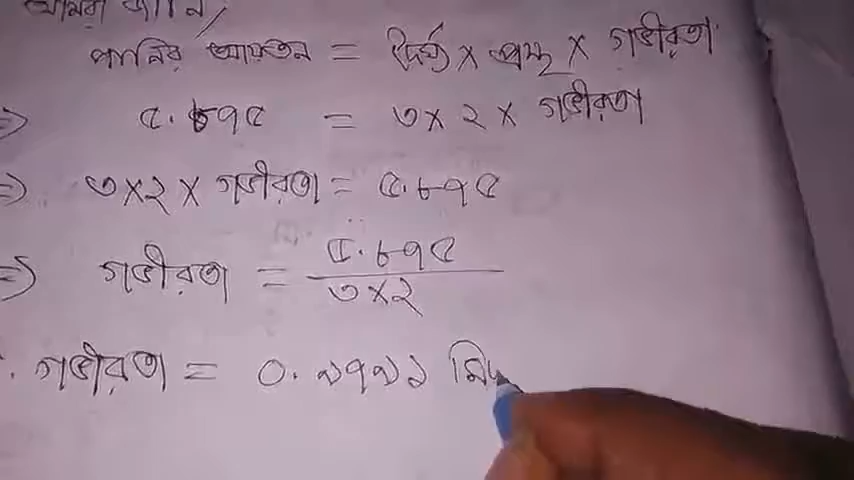 আমরা জানি,
পানির আয়তন = দৈর্ঘ্য × প্রস্থ × গভীরতা
⇒ ৫.৮৭৫ = ৩×২× গভীরতা
⇒ ৩×২× গভীরতা = ৫.৮৭৫
⇒ গভীরতা = ৫.৮৭৫ / ৩×২
∴ গভীরতা = ০.৯৭৯১ মি